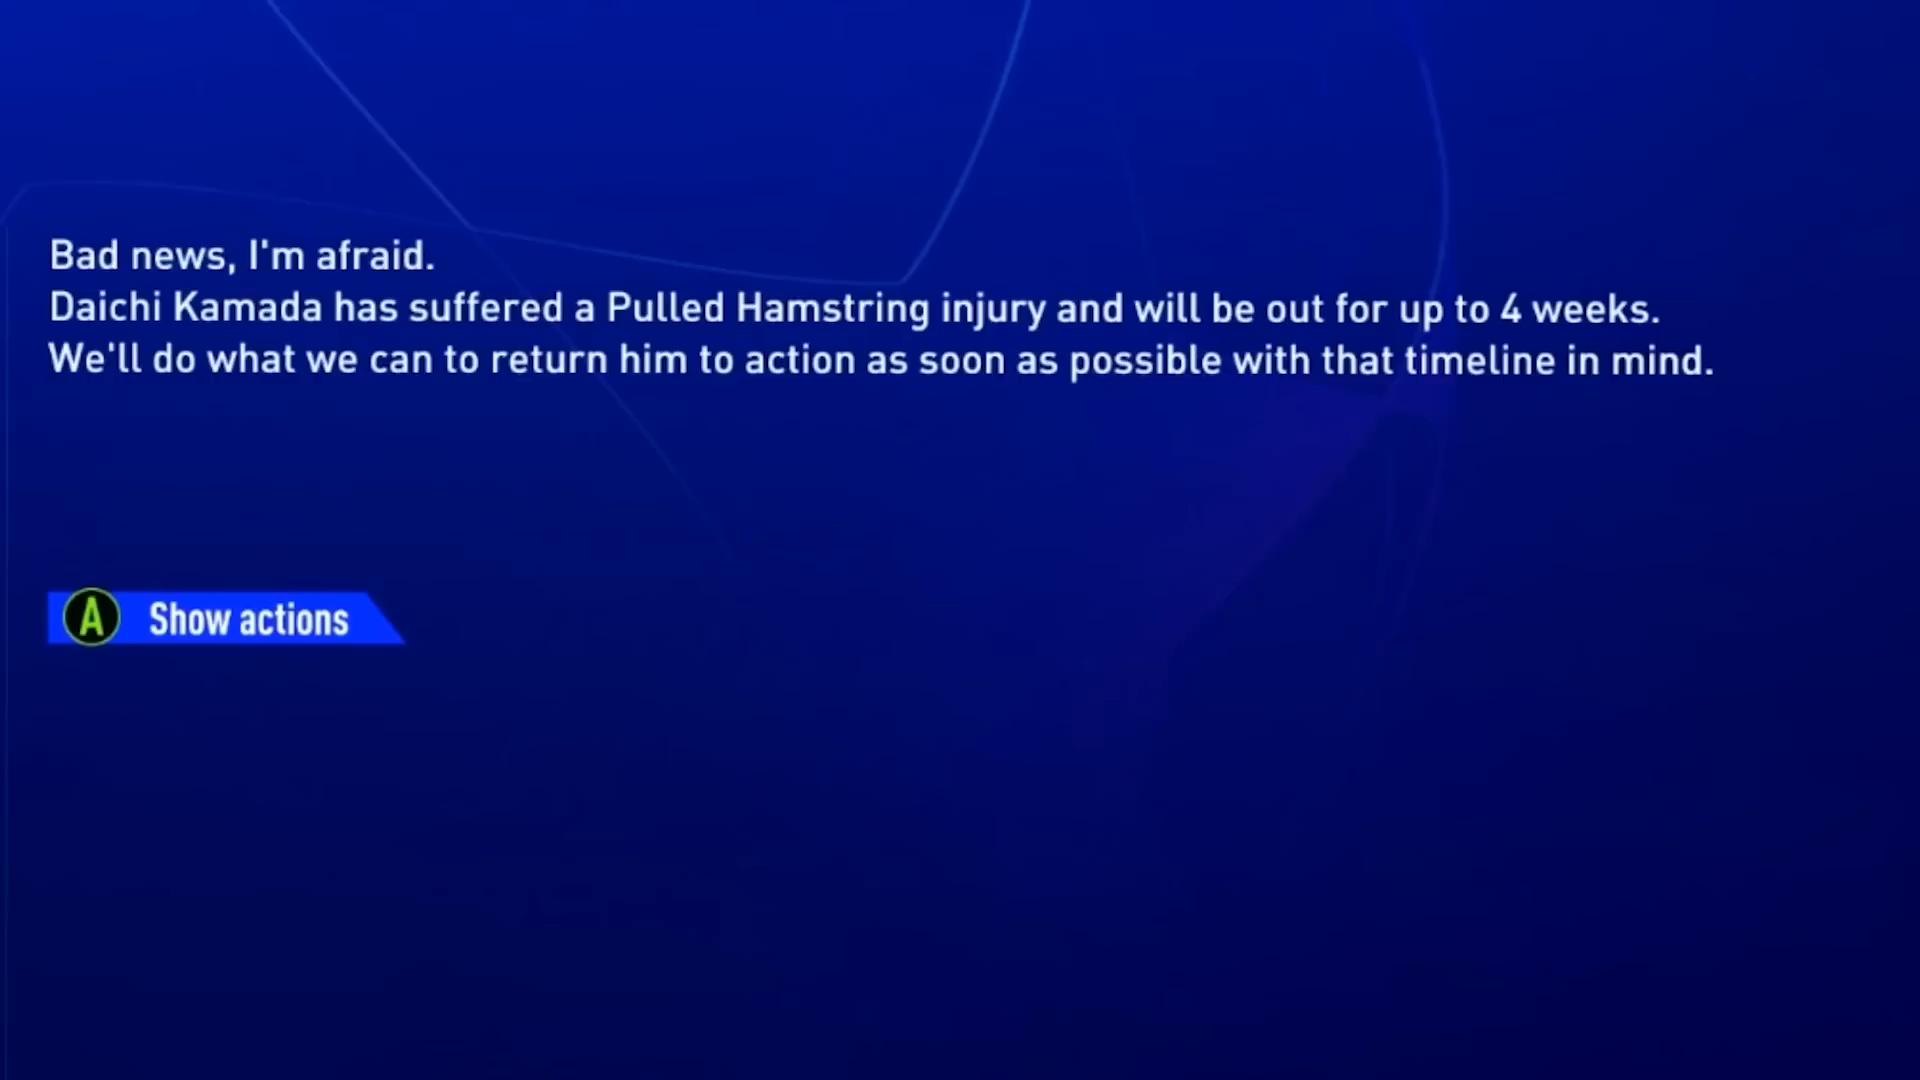 Bad news, I'm afraid.
Daichi Kamada has suffered a Pulled Hamstring injury and will be out for up to 4 weeks.
We'll do what we can to return him to action as soon as possible with that timeline in mind.
A Show actions